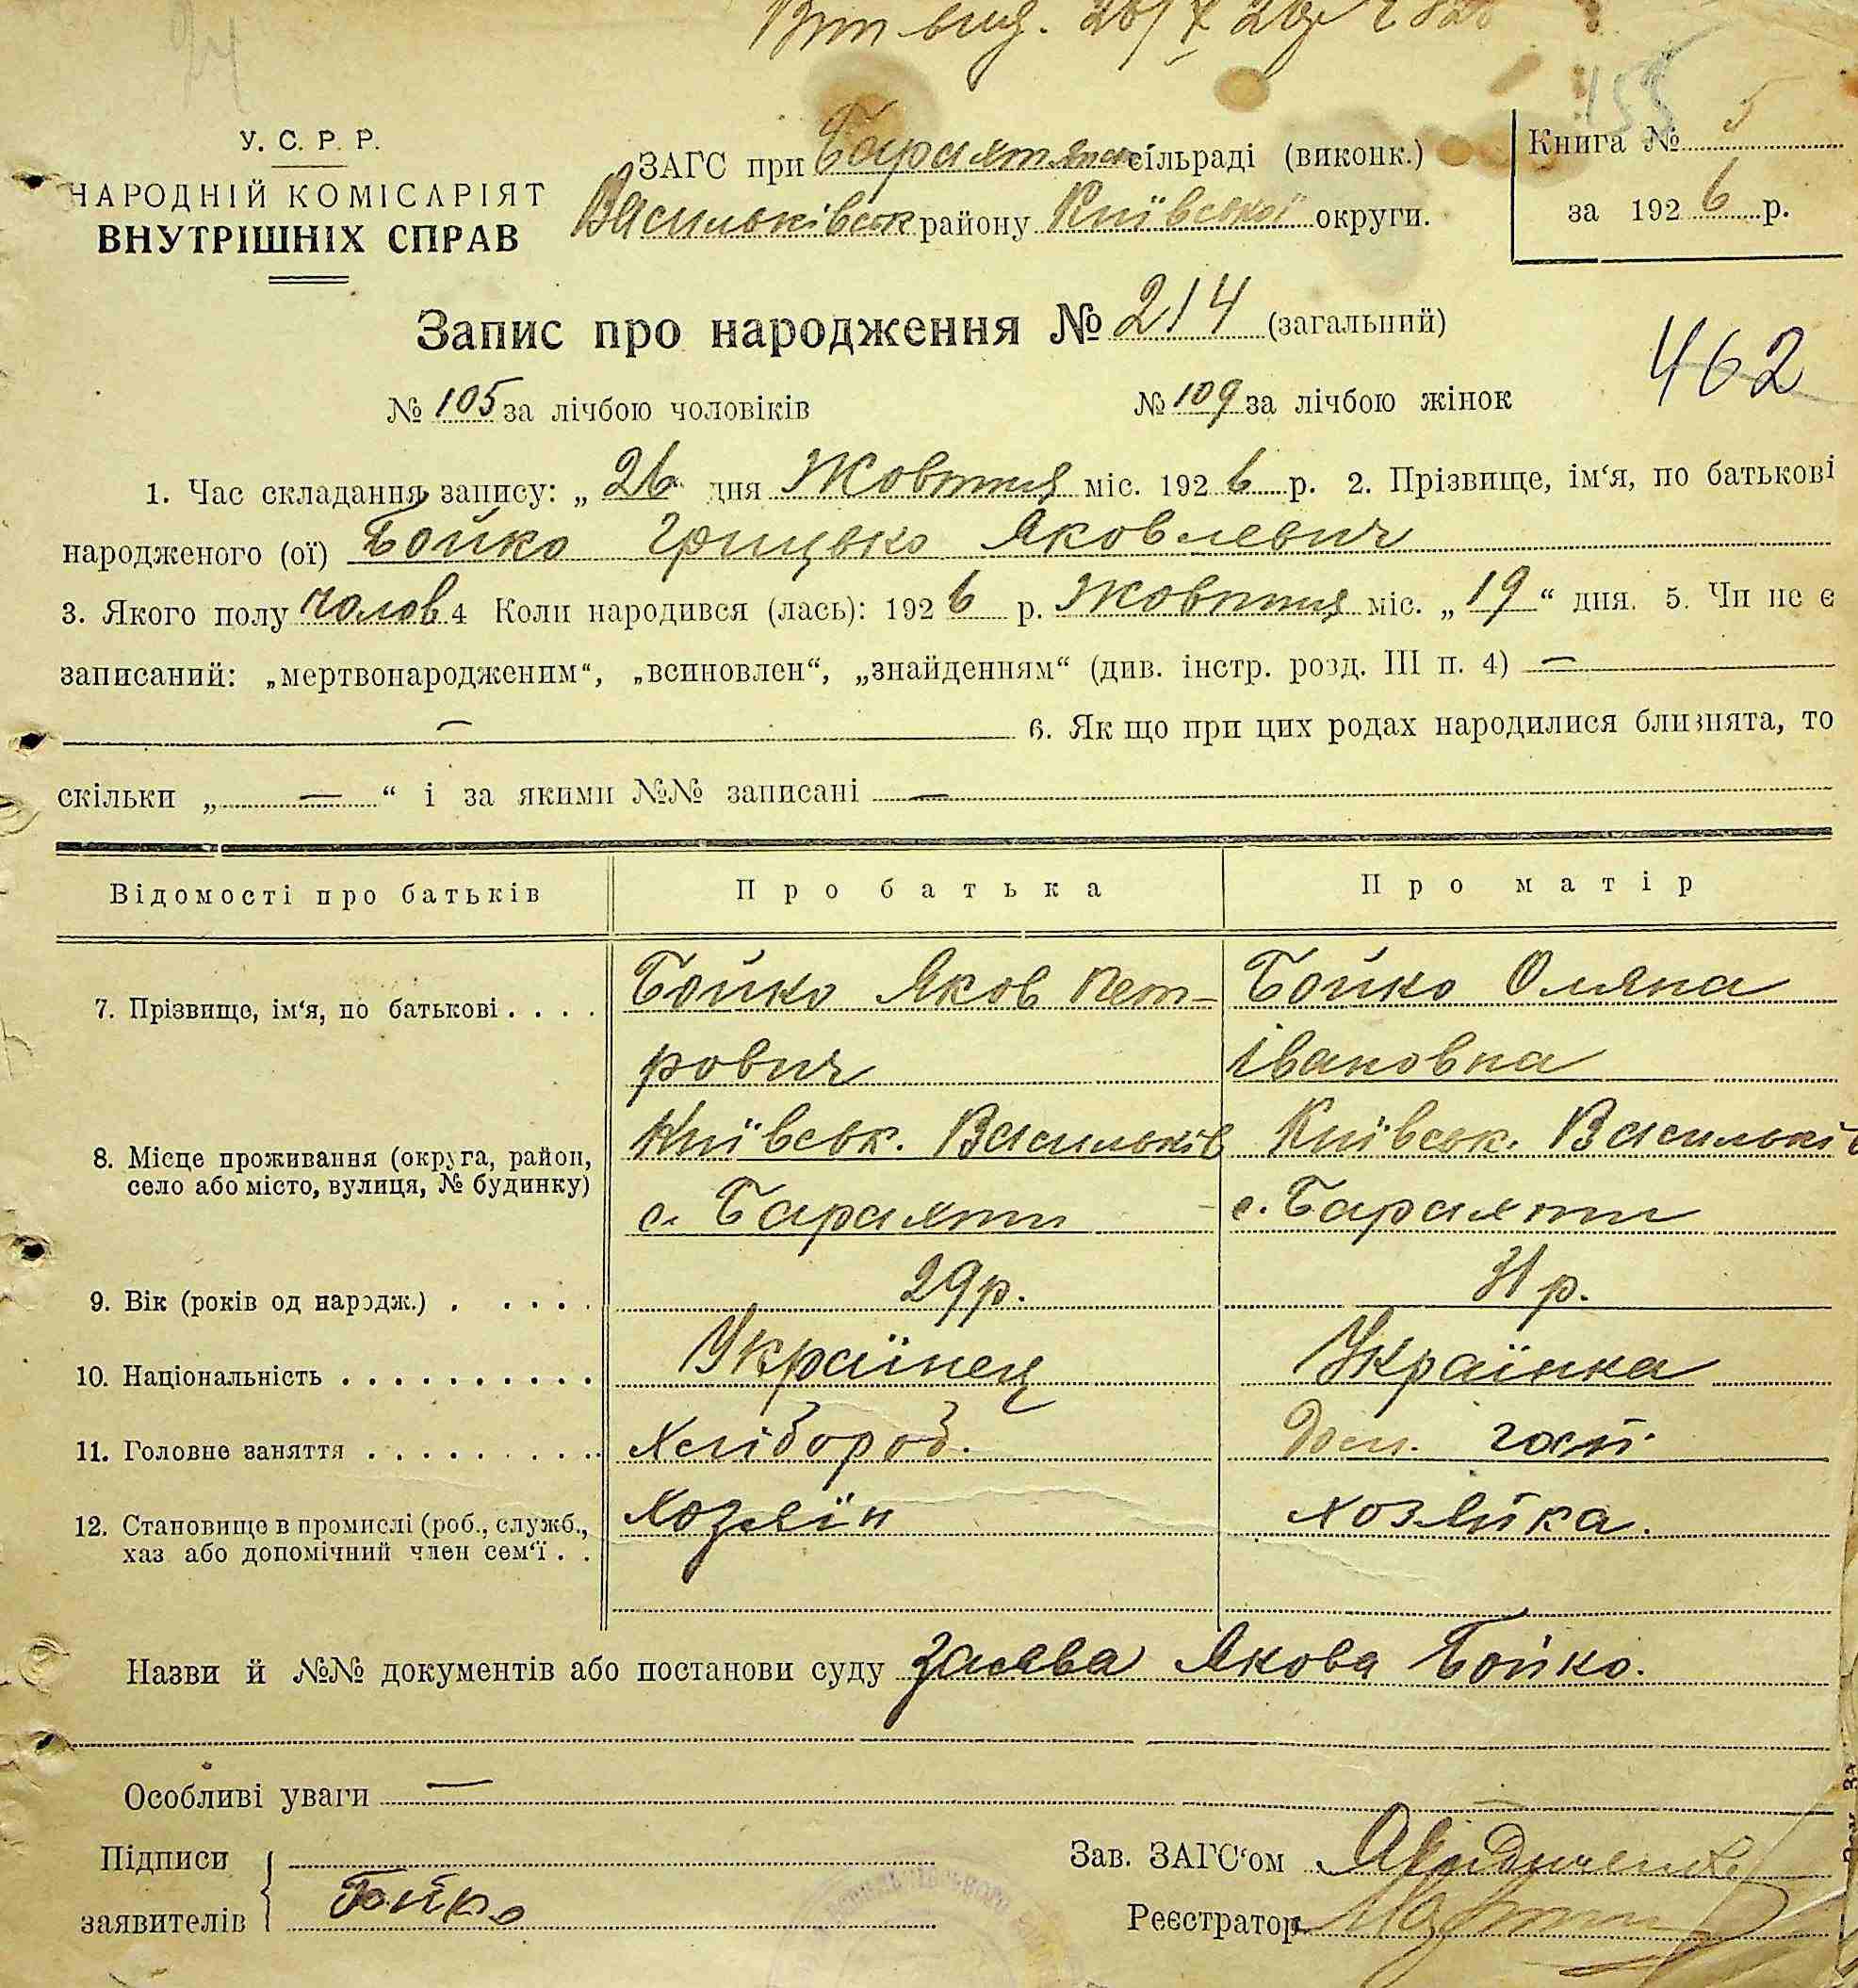 155
У. С. Р. Р.
НАРОДНІЙ КОМІСАРІЯТ
ВНУТРІШНІХ СПРАВ
ЗАГС при Барахтянск сільраді (виконк.)
Васильківськ району Київської округи.
Книга № 5
за 1926 р.
Запис про народження № 214 (загальний)
462
№ 105 за лічбою чоловіків № 109 за лічбою жінок
1. Час складання запису: „ 26 дня Жовтня міс. 1926 р. 2. Прізвище, ім‘я, по батькові
народженого (ої) Бойко Грицько Яковлевич
3. Якого полу чолов 4 Коли народився (лась): 1926 р. Жовтня міс. „19“ дня. 5. Чи не є
записаний: „мертвонародженим“, „всиновлен“, „знайденням“ (див. інстр. розд. III п. 4) —
— 6. Як що при цих родах народилися близнята, то
скільки „ — “ і за якими №№ записані —
Відомості про батьків Про батька Про матір
7. Прізвище, ім‘я, по батькові . . . . Бойко Яков Пет- Бойко Оляна
рович Івановна
8. Місце проживання (округа, район, Київськ. Васильків Київськ. Васильків
село або місто, вулиця, № будинку)
с. Барахти с. Барахти
9. Вік (років од народж.) . . . . . 29р. 31 р.
10. Національність . . . . . . . . . . Українец Українка
11. Головне заняття . . . . . . . . . Хлібороб. Дом. госп.
12. Становище в промислі (роб., служб., Хозяїн хозяйка.
хаз або допомічний член сем‘ї . .
Назви й №№ документів або постанови суду заява Якова Бойко.
Особливі уваги —
Підписи
заявителів Бойко
Зав. ЗАГС‘ом
Реєстратор